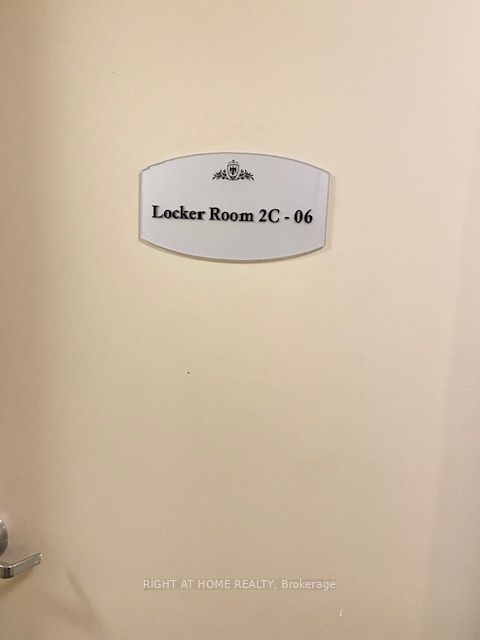 Locker Room 2C - 06
RIGHT AT HOME REALTY, Brokerage